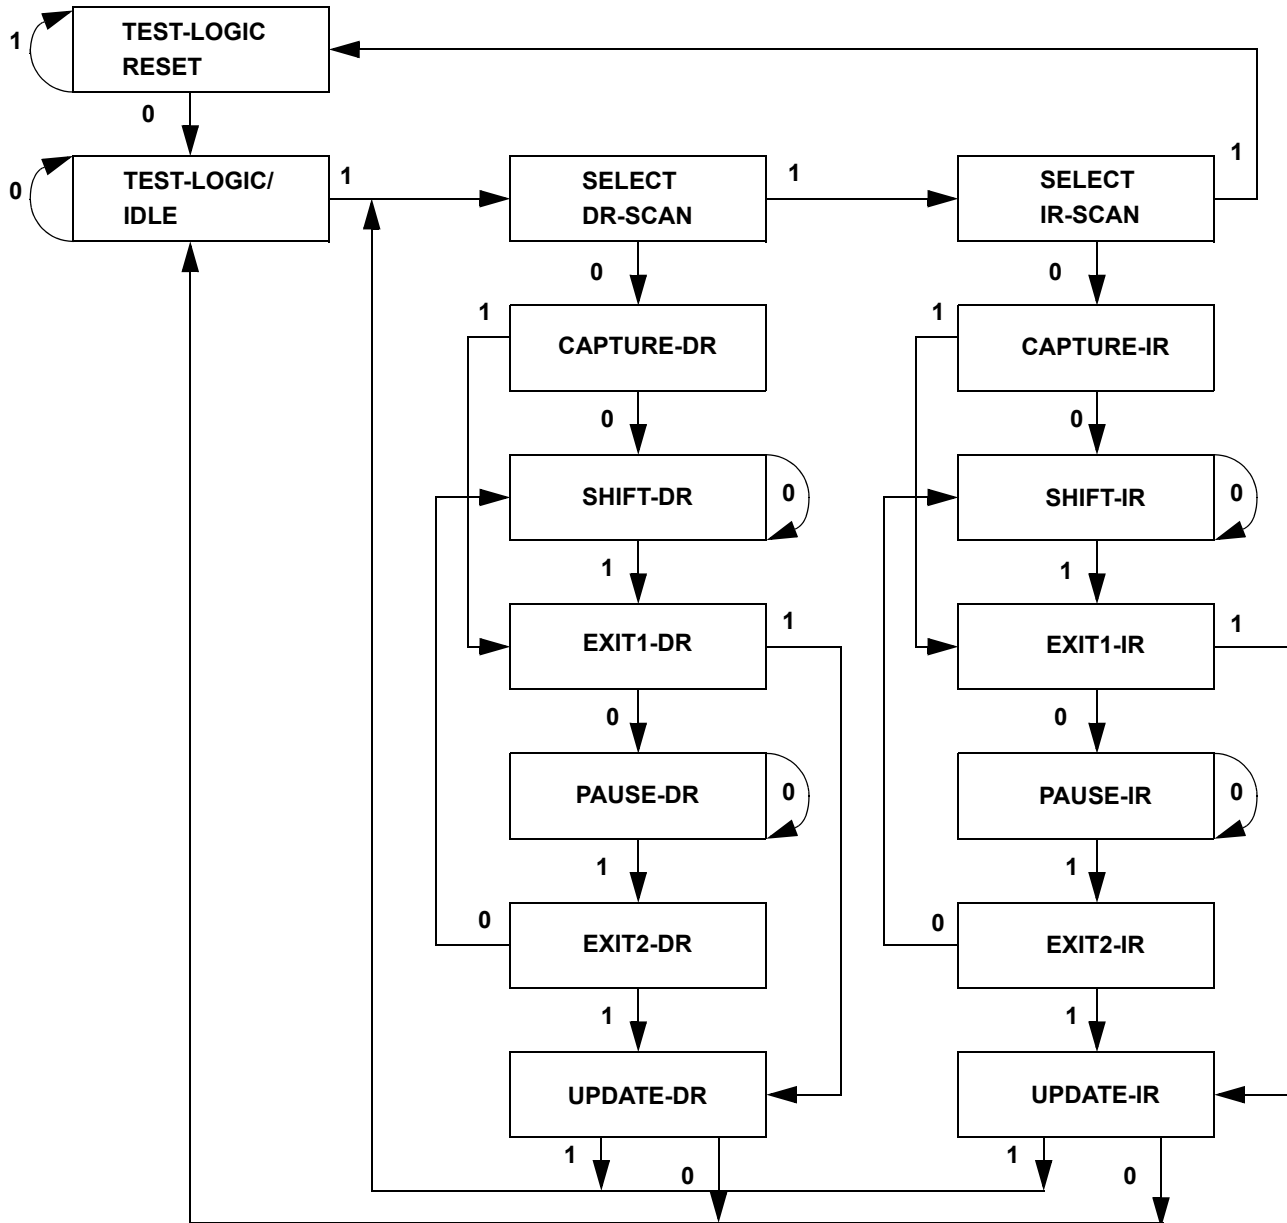 1
TEST-LOGIC
RESET
0
0
TEST-LOGIC/
IDLE
1
SELECT
DR-SCAN
1
SELECT
IR-SCAN
1
0
0
1
CAPTURE-DR
1
CAPTURE-IR
0
0
SHIFT-DR
0
SHIFT-IR
0
1
1
EXIT1-DR
1
EXIT1-IR
1
0
0
PAUSE-DR
0
PAUSE-IR
0
1
1
0
EXIT2-DR
0
EXIT2-IR
1
1
UPDATE-DR
UPDATE-IR
1
0
1
0